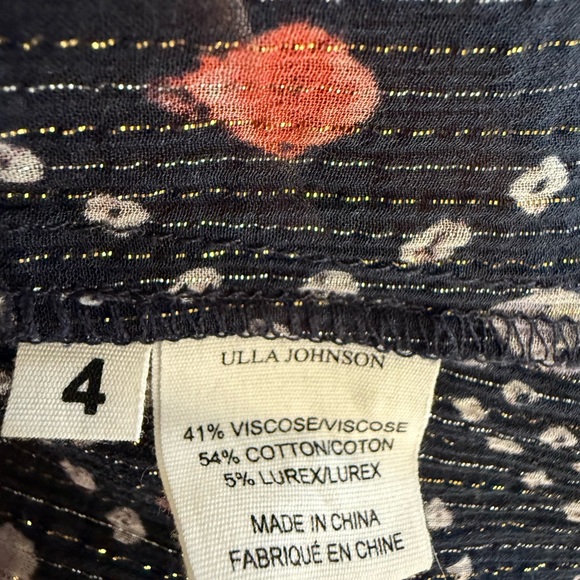 4
ULLA JOHNSON
41% VISCOSE/VISCOSE
54% COTTON/COTON
5% LUREX/LUREX
MADE IN CHINA
FABRIQUÉ EN CHINE